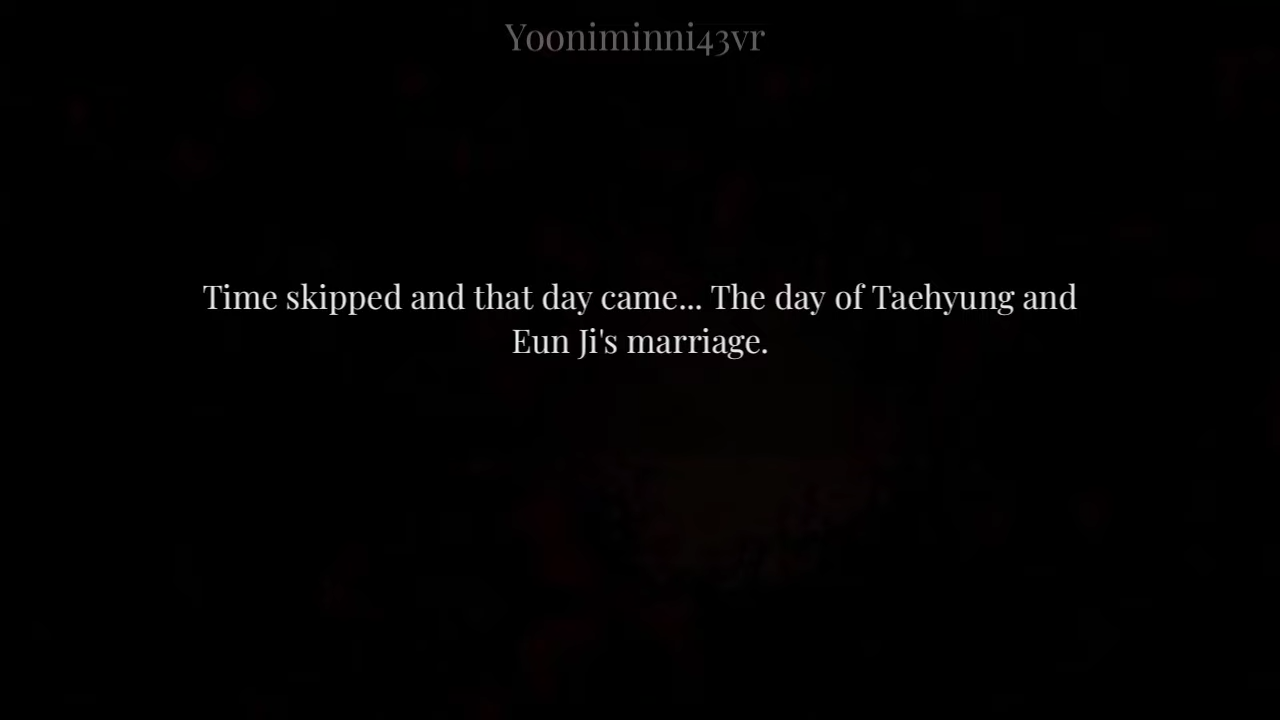 Yooniminni43vr
Time skipped and that day came... The day of Taehyung and
Eun Ji's marriage.